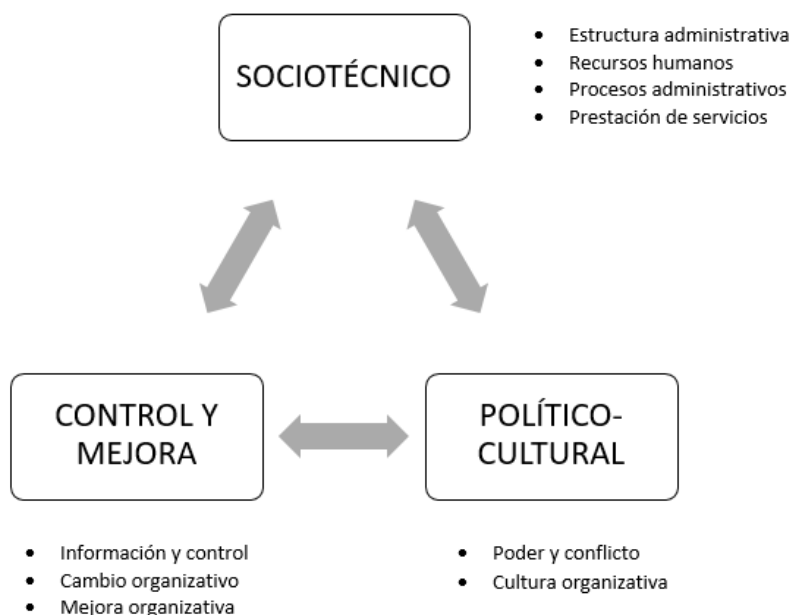 SOCIOTÉCNICO
• Estructura administrativa
• Recursos humanos
• Procesos administrativos
• Prestación de servicios
CONTROL Y
MEJORA
POLÍTICO-
CULTURAL
• Información y control
• Cambio organizativo
• Mejora organizativa
• Poder y conflicto
• Cultura organizativa